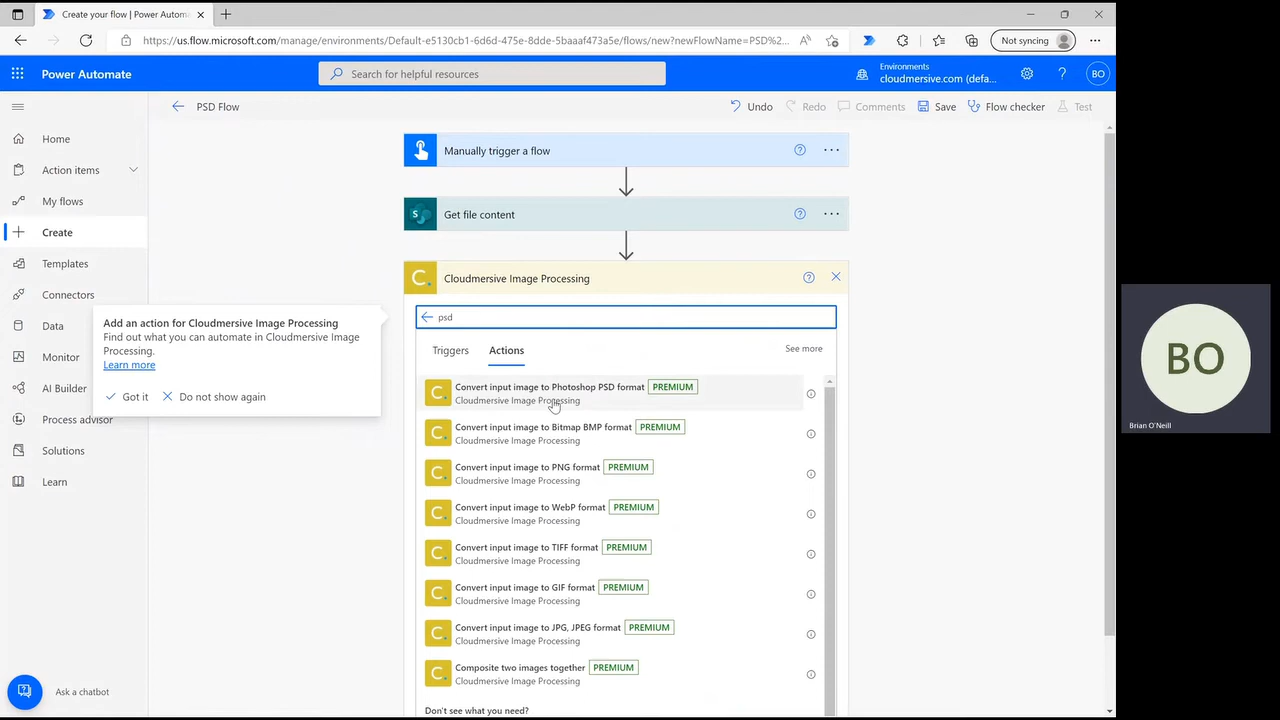 Create your flow | Power Automa
https://us.flow.microsoft.com/manage/environments/Default-e5130cb1-6d6d-475e-8dde-5baaaf473a5e/flows/new?newFlowName=PSD%2...
Not syncing
Power Automate
Search for helpful resources
Environments
cloudmersive.com (defa...
BO
PSD Flow
Undo
Redo
Comments
Save
Flow checker
Test
Home
Action items
My flows
Create
Templates
Connectors
Data
Monitor
AI Builder
Process advisor
Solutions
Learn
Ask a chatbot
Add an action for Cloudmersive Image Processing
Find out what you can automate in Cloudmersive Image
Processing.
Learn more
Got it
Do not show again
Manually trigger a flow
S
Get file content
C
Cloudmersive Image Processing
psd
Triggers
Actions
See more
C
Convert input image to Photoshop PSD format PREMIUM
Cloudmersive Image Processing
C
Convert input image to Bitmap BMP format PREMIUM
Cloudmersive Image Processing
C
Convert input image to PNG format PREMIUM
Cloudmersive Image Processing
C
Convert input image to WebP format PREMIUM
Cloudmersive Image Processing
C
Convert input image to TIFF format PREMIUM
Cloudmersive Image Processing
C
Convert input image to GIF format PREMIUM
Cloudmersive Image Processing
C
Convert input image to JPG, JPEG format PREMIUM
Cloudmersive Image Processing
C
Composite two images together PREMIUM
Cloudmersive Image Processing
Don't see what you need?
BO
Brian O'Neill